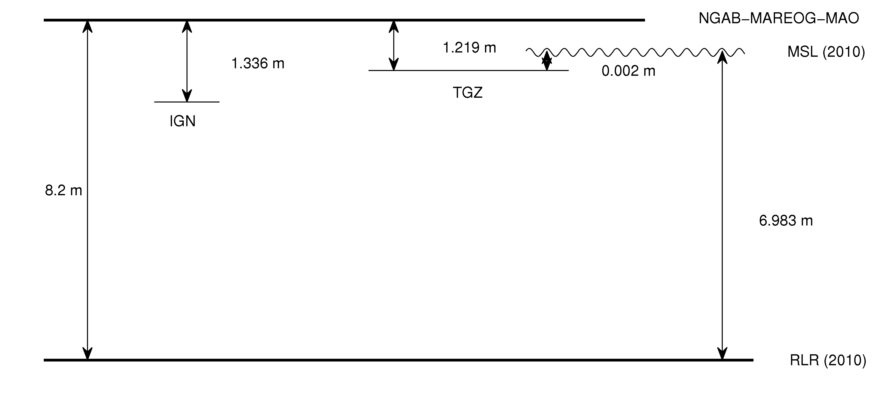 NGAB−MAREOG−MAO
1.219 m
MSL (2010)
1.336 m
0.002 m
TGZ
IGN
8.2 m
6.983 m
RLR (2010)